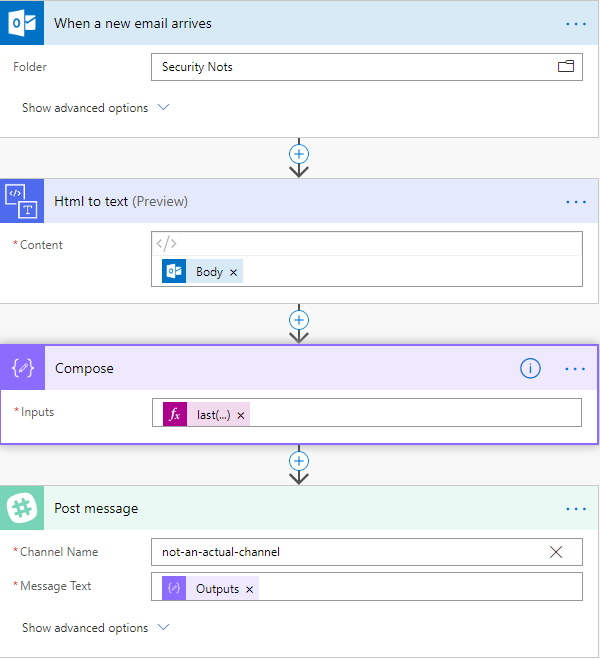 When a new email arrives
Folder
Security Nots
Show advanced options
Html to text (Preview)
*Content
</>
Body ×
Compose
*Inputs
fx last(...) ×
Post message
*Channel Name
not-an-actual-channel
*Message Text
Outputs ×
Show advanced options